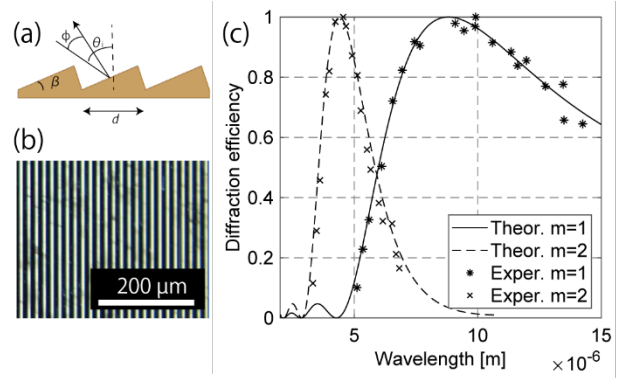 (a)
ϕ
θi
β
d
(b)
200 µm
(c)
Diffraction efficiency
1
0.8
0.6
0.4
0.2
0
5
10
15
Wavelength [m]
×10⁻⁶
Theor. m=1
Theor. m=2
Exper. m=1
Exper. m=2